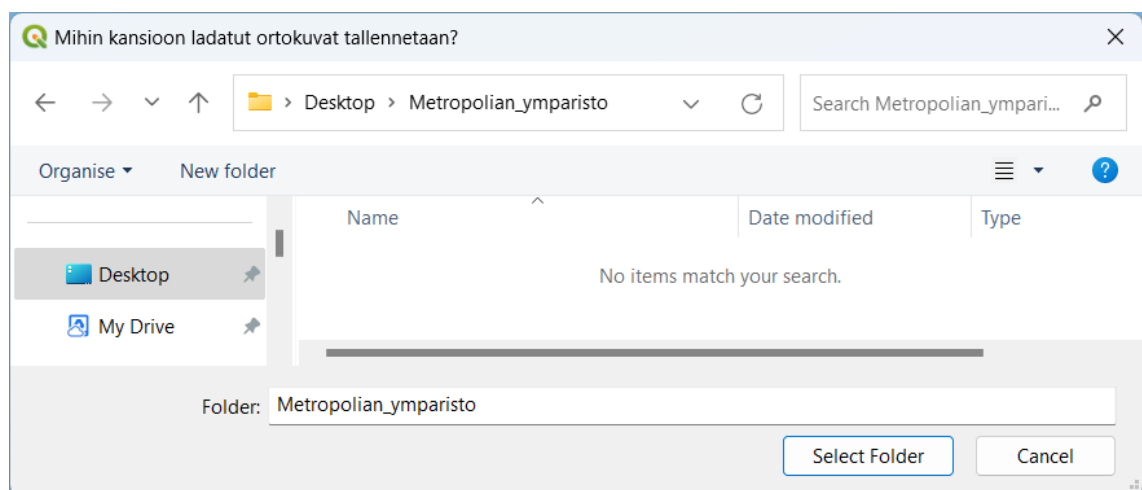 Mihin kansioon ladatut ortokuvat tallennetaan?
Desktop > Metropolian_ymparisto
Search Metropolian_ympari...
Organise New folder
?
Name Date modified Type
No items match your search.
Desktop
My Drive
Folder: Metropolian_ymparisto
Select Folder Cancel